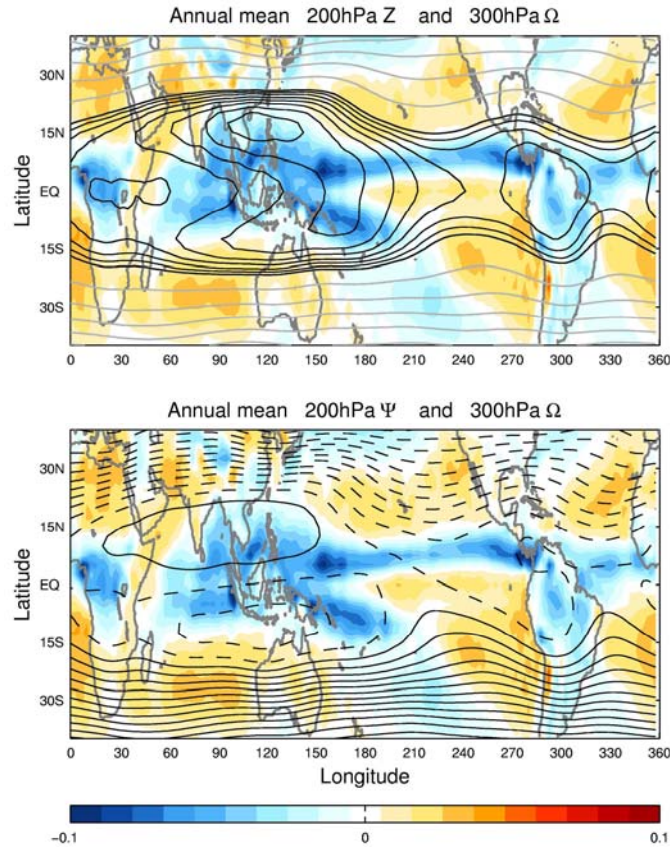 Annual mean 200hPa Z and 300hPa Ω
Latitude
30N
15N
EQ
15S
30S
0 30 60 90 120 150 180 210 240 270 300 330 360
Annual mean 200hPa Ψ and 300hPa Ω
Latitude
30N
15N
EQ
15S
30S
0 30 60 90 120 150 180 210 240 270 300 330 360
Longitude
−0.1 0 0.1